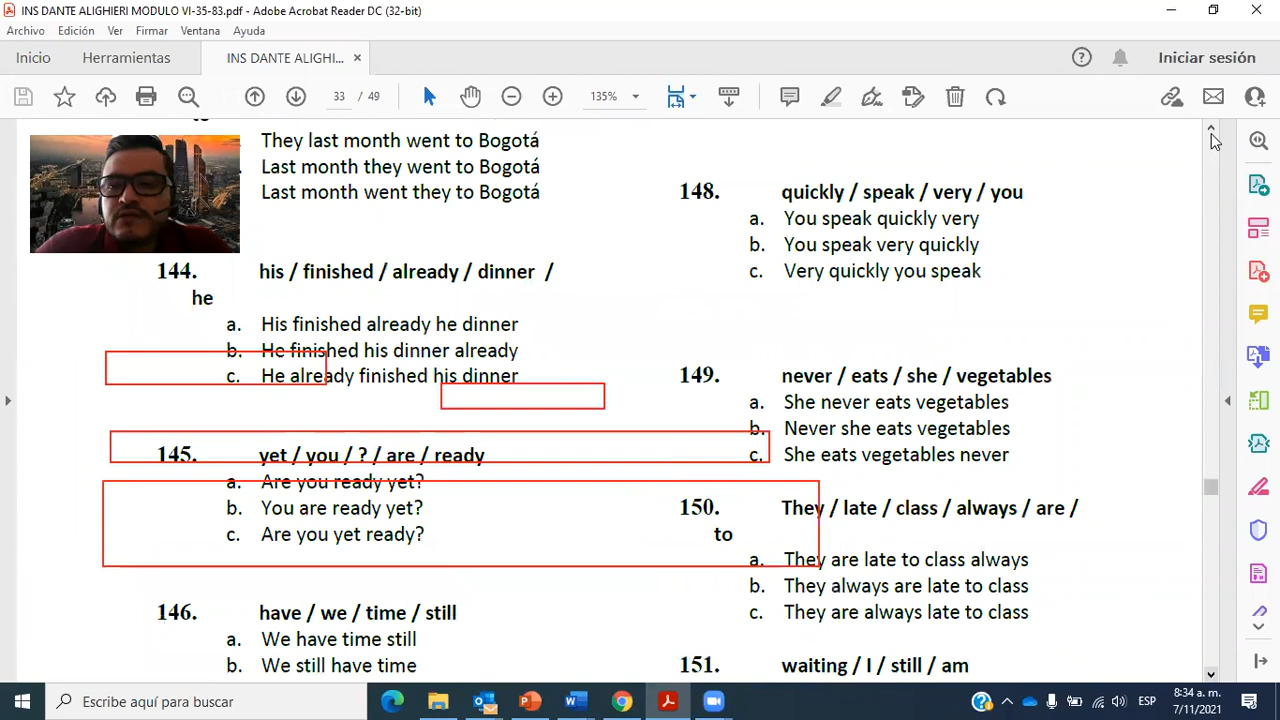 INS DANTE ALIGHIERI MODULO VI-35-83.pdf - Adobe Acrobat Reader DC (32-bit)
Archivo Edición Ver Firmar Ventana Ayuda
Inicio Herramientas INS DANTE ALIGHI... × Iniciar sesión
33 / 49 135%
to
They last month went to Bogotá
Last month they went to Bogotá
Last month went they to Bogotá
144. his / finished / already / dinner /
he
a. His finished already he dinner
b. He finished his dinner already
c. He already finished his dinner
145. yet / you / ? / are / ready
a. Are you ready yet?
b. You are ready yet?
c. Are you yet ready?
146. have / we / time / still
a. We have time still
b. We still have time
148. quickly / speak / very / you
a. You speak quickly very
b. You speak very quickly
c. Very quickly you speak
149. never / eats / she / vegetables
a. She never eats vegetables
b. Never she eats vegetables
c. She eats vegetables never
150. They / late / class / always / are /
to
a. They are late to class always
b. They always are late to class
c. They are always late to class
151. waiting / I / still / am
Escribe aquí para buscar
ESP
8:34 a. m.
7/11/2021